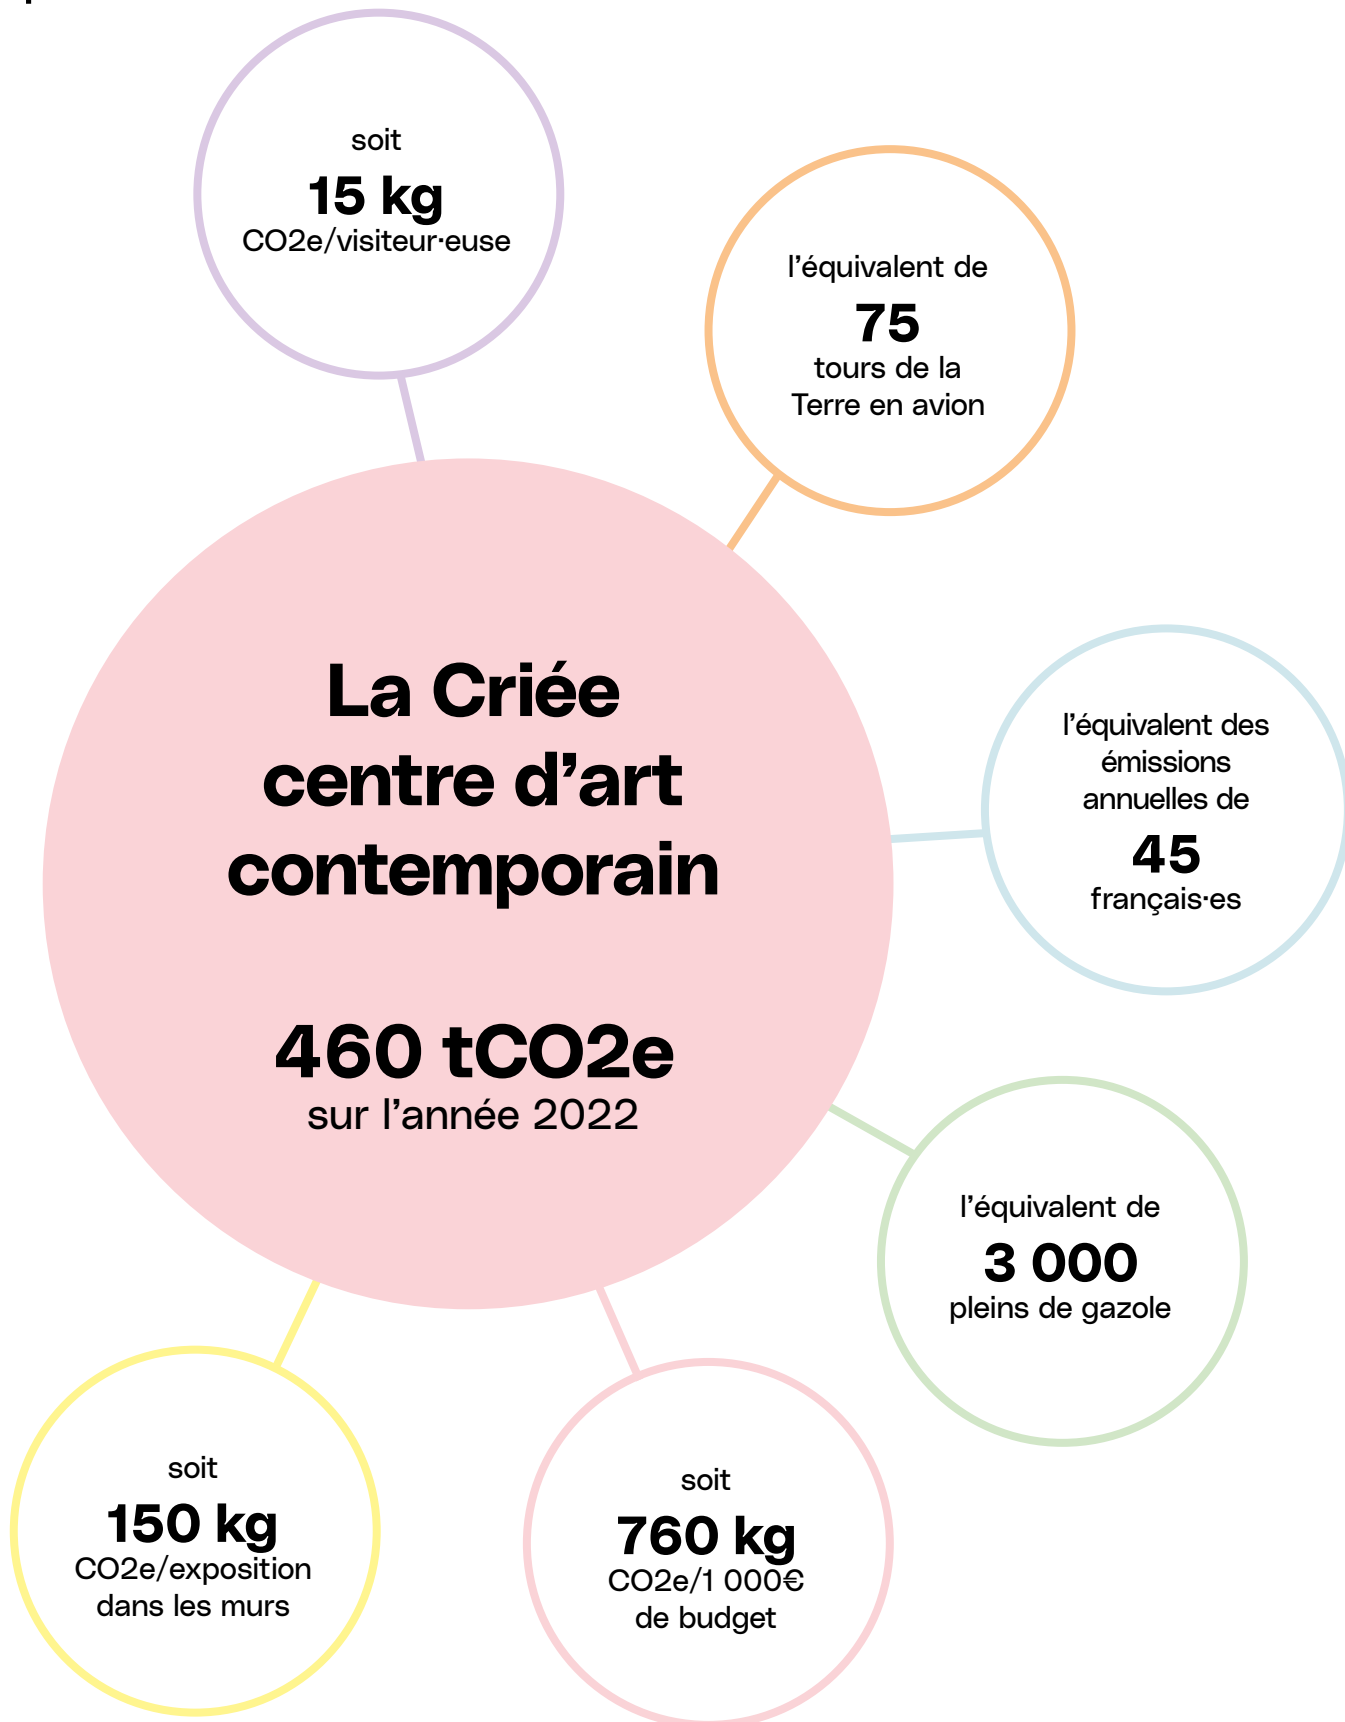 soit
15 kg
CO2e/visiteur·euse
l’équivalent de
75
tours de la
Terre en avion
La Criée
centre d’art
contemporain
460 tCO2e
sur l’année 2022
l’équivalent des
émissions
annuelles de
45
français·es
l’équivalent de
3 000
pleins de gazole
soit
150 kg
CO2e/exposition
dans les murs
soit
760 kg
CO2e/1 000€
de budget